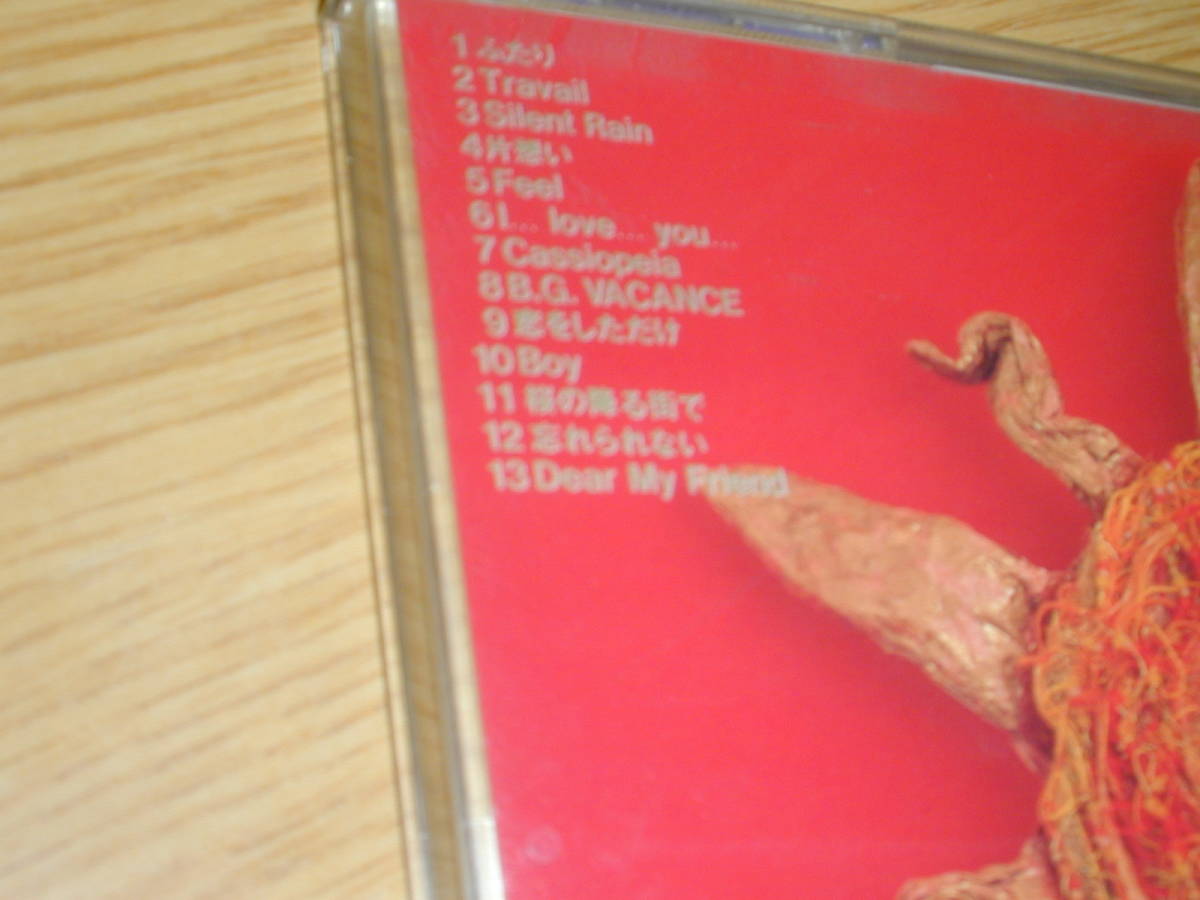 1 ふたり
2 Travail
3 Silent Rain
4 片想い
5 Feel
6 I... love... you...
7 Cassiopeia
8 B.G. VACANCE
9 恋をしただけ
10 Boy
11 桜の降る街で
12 忘れられない
13 Dear My Friend